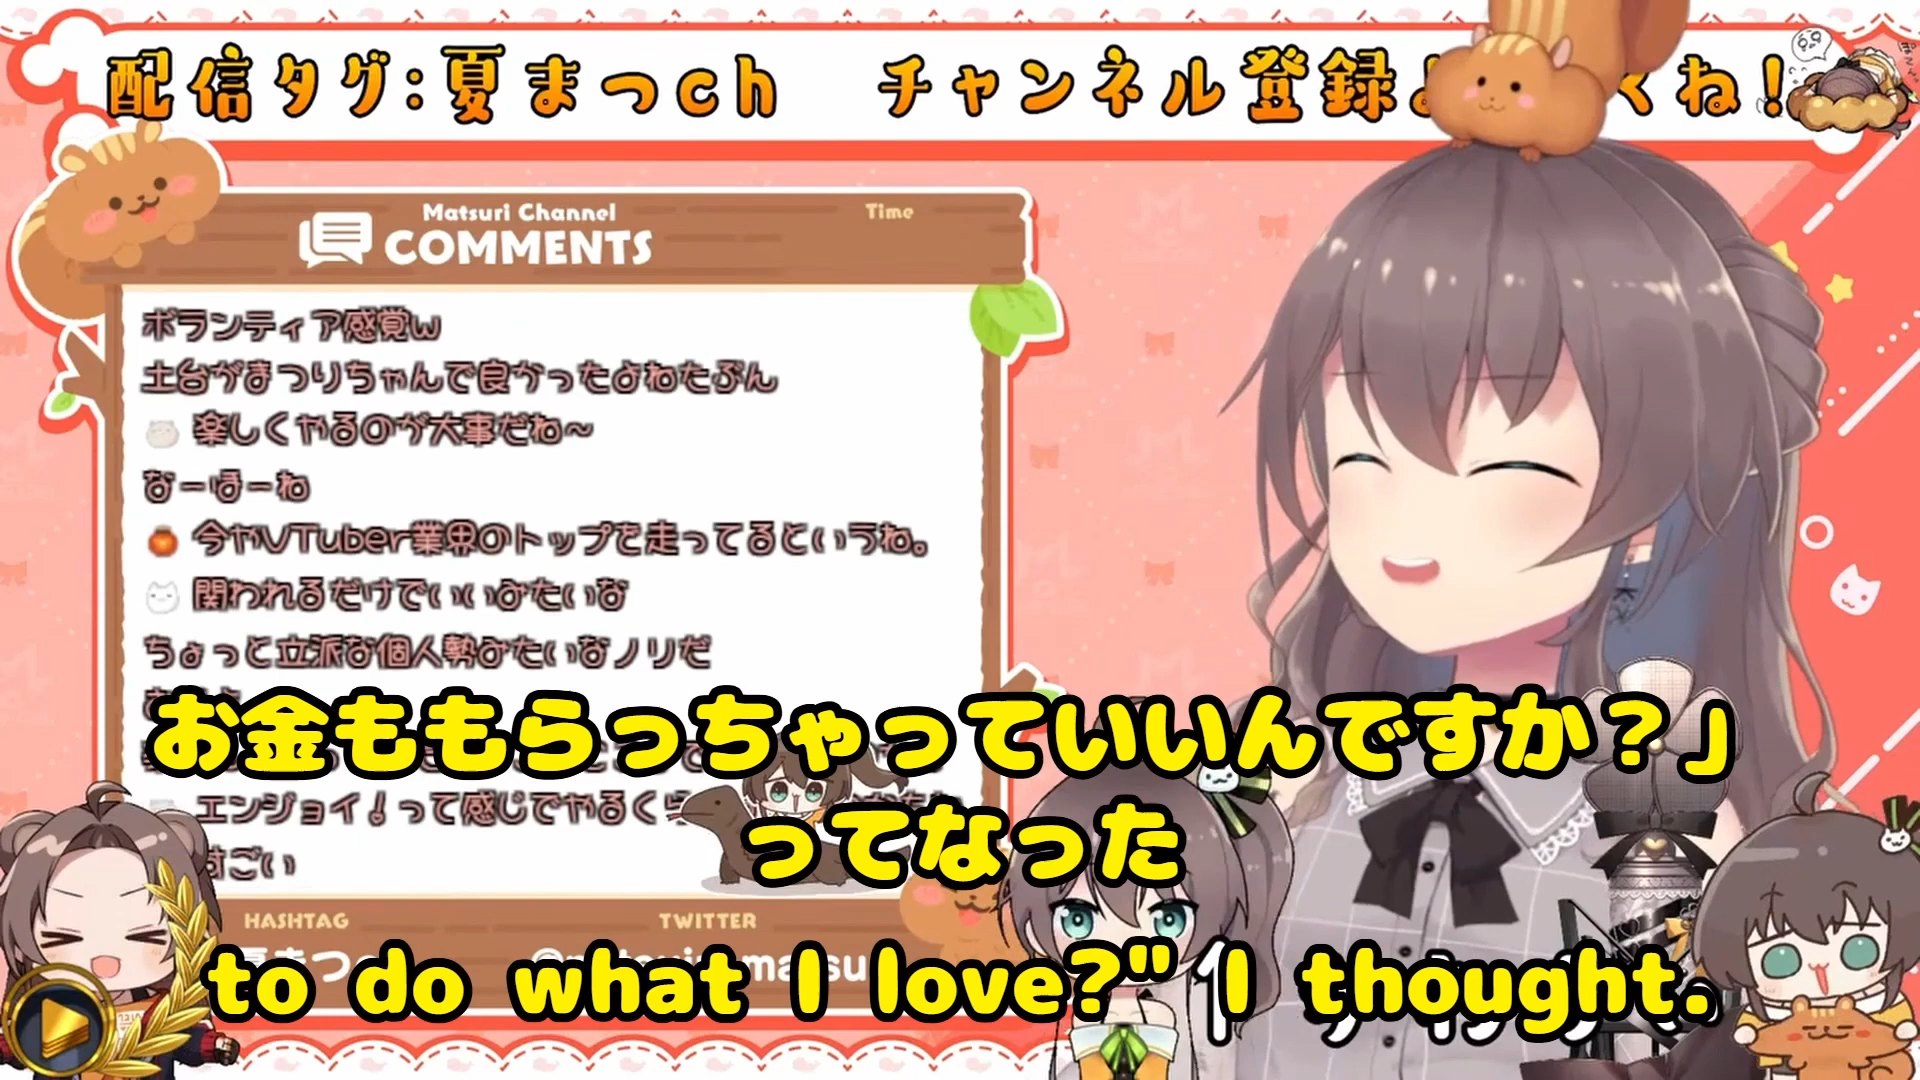 配信タグ:夏まっch チャンネル登録
くね!
Matsuri Channel
COMMENTS
Time
ボランティア感覚w
土台がまつりちゃんで良かったよねたぶん
楽しくやるのが大事だね~
なーほーね
今やVTuber業界のトップを走ってるというね。
関われるだけでいいみたいな
ちょっと立派な個人勢みたいなノリだ
お金ももらっちゃっていいんですか?」
エンジョイ!って感じでやるくら
ってなった
すごい
HASHTAG
TWITTER
夏まつ
to do what I love?" I thought.